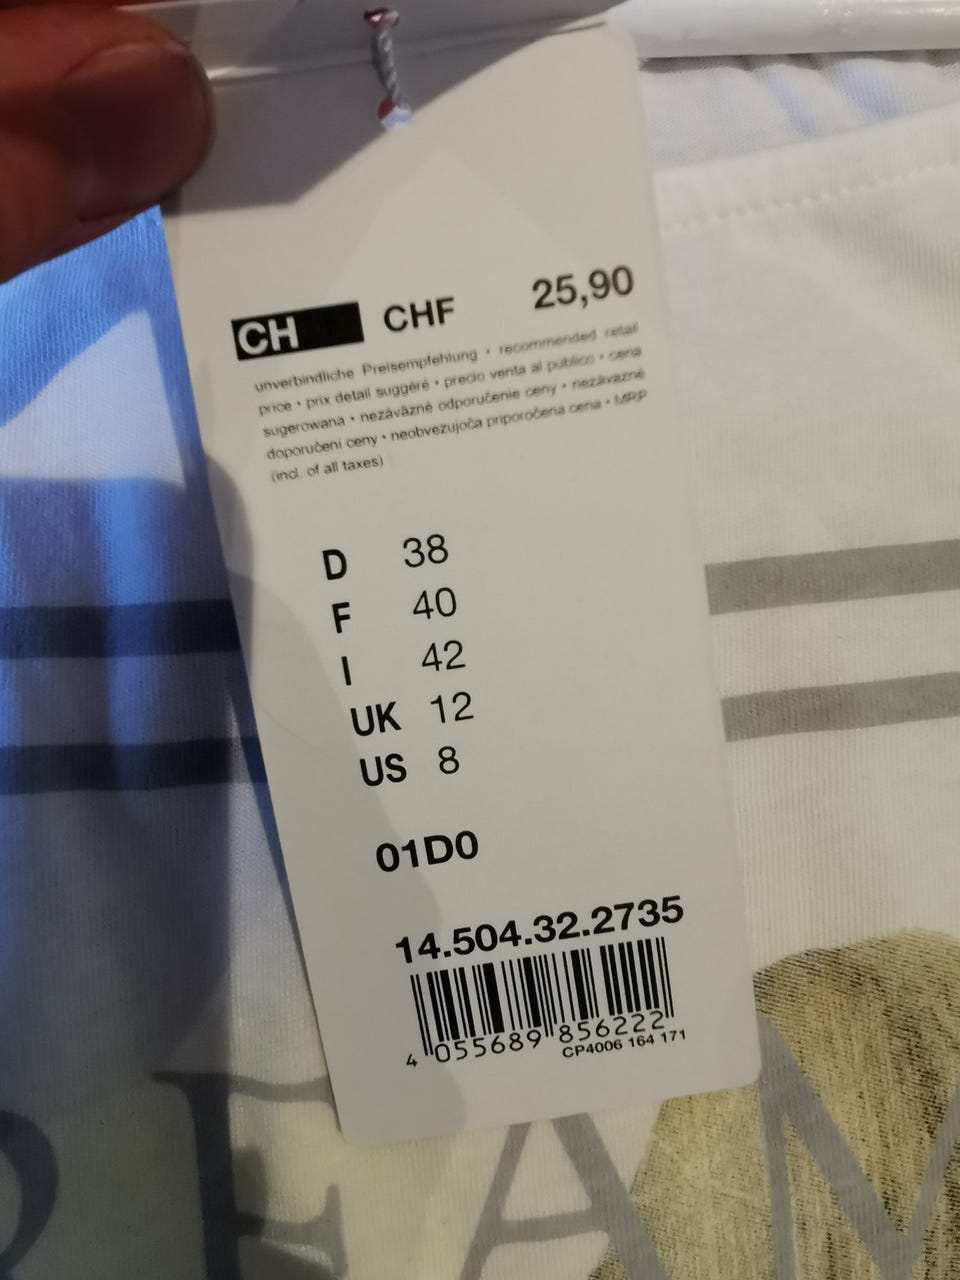 CH CHF 25,90
unverbindliche Preisempfehlung • recommended retail
price • prix detail suggéré • precio venta al público • cena
sugerowana • nezáväzné odporučenie ceny • nezávazné
doporučení ceny • neobvezujoča priporočena cena • MRP
(incl. of all taxes)
D 38
F 40
I 42
UK 12
US 8
01D0
14.504.32.2735
4 055689 856222
CP4006 164 171
REAM